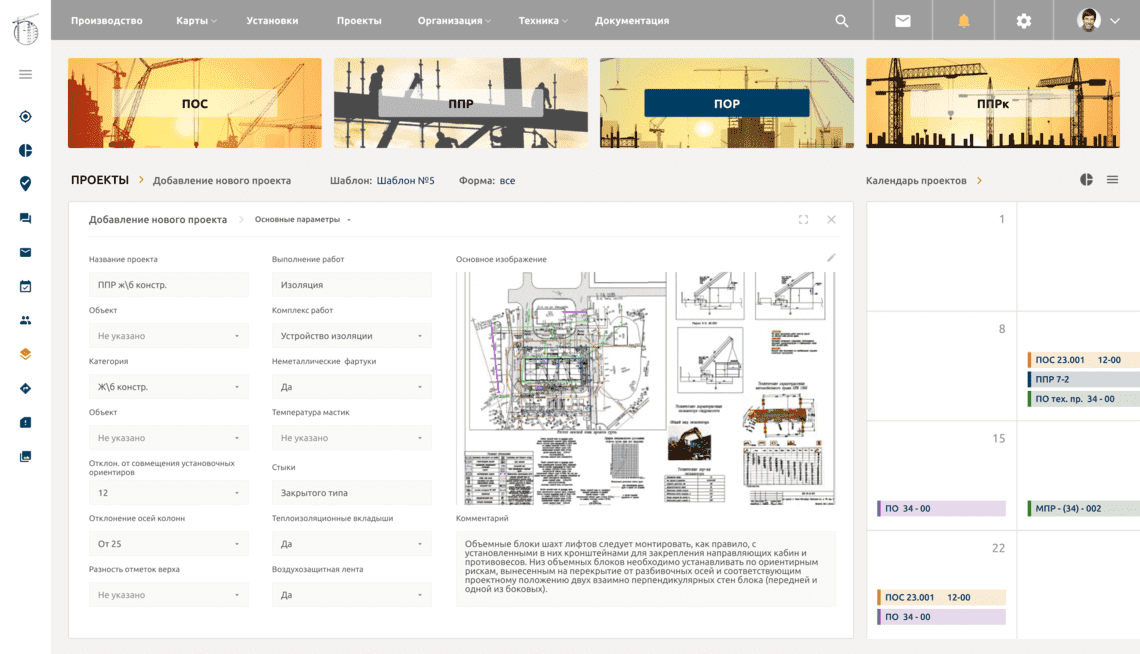 Производство
Карты
Установки
Проекты
Организация
Техника
Документация
ПОС
ППР
ПОР
ППРк
ПРОЕКТЫ
Добавление нового проекта
Шаблон: Шаблон №5
Форма: все
Календарь проектов
Добавление нового проекта
Основные параметры
Название проекта
ППР ж\б констр.
Объект
Не указано
Категория
Ж\б констр.
Объект
Не указано
Отклон. от совмещения установочных
ориентиров
12
Отклонение осей колонн
От 25
Разность отметок верха
Не указано
Выполнение работ
Изоляция
Комплекс работ
Устройство изоляции
Неметаллические фартуки
Да
Температура мастик
Не указано
Стыки
Закрытого типа
Теплоизоляционные вкладыши
Да
Воздухозащитная лента
Да
Основное изображение
Комментарий
Объемные блоки шахт лифтов следует монтировать, как правило, с
установленными в них кронштейнами для закрепления направляющих кабин и
противовесов. Низ объемных блоков необходимо устанавливать по ориентирным
рискам, вынесенным на перекрытие от разбивочных осей и соответствующим
проектному положению двух взаимно перпендикулярных стен блока (передней и
одной из боковых).
1
8
ПОС 23.001 12-00
ППР 7-2
ПО тех. пр. 34 - 00
15
ПО 34 - 00
МПР - (34) - 002
22
ПОС 23.001 12-00
ПО 34 - 00